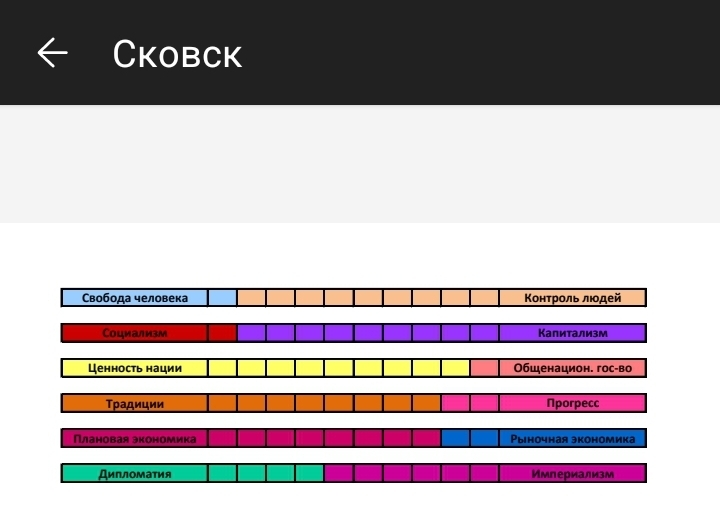 Сковск
Свобода человека Контроль людей
Социализм Капитализм
Ценность нации Общенацион. гос-во
Традиции Прогресс
Плановая экономика Рыночная экономика
Дипломатия Империализм